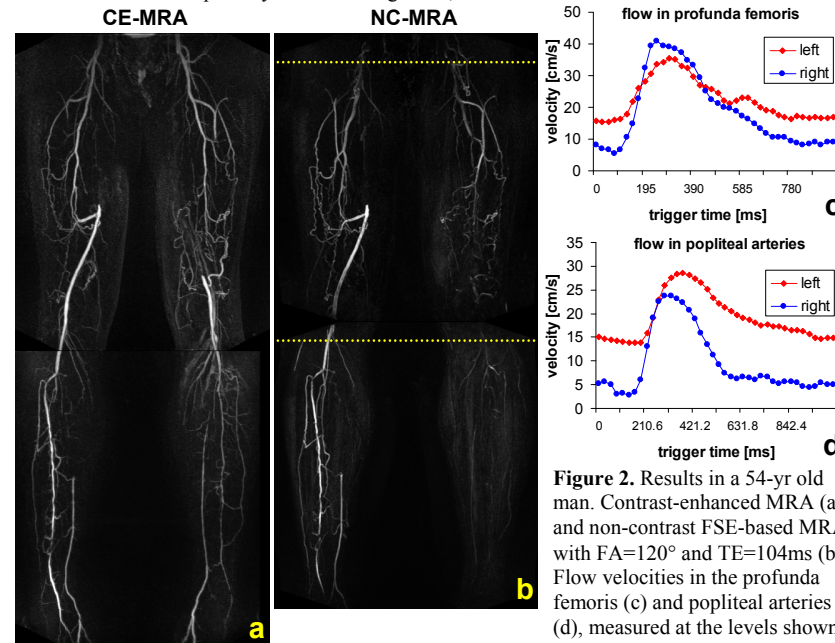 CE-MRA
NC-MRA
a
b
flow in profunda femoris
velocity [cm/s]
50
40
30
20
10
0
left
right
0 195 390 585 780
trigger time [ms]
c
flow in popliteal arteries
velocity [cm/s]
35
30
25
20
15
10
5
0
left
right
0 210.6 421.2 631.8 842.4
trigger time [ms]
d
Figure 2. Results in a 54-yr old
man. Contrast-enhanced MRA (a
and non-contrast FSE-based MRA
with FA=120° and TE=104ms (b
Flow velocities in the profunda
femoris (c) and popliteal arteries
(d), measured at the levels shown